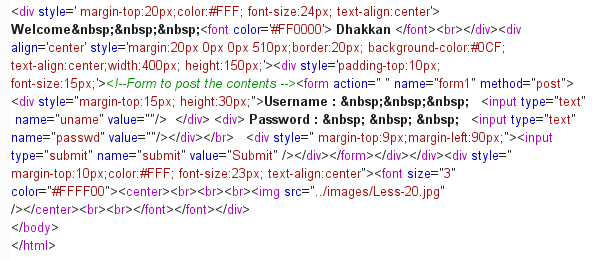 <div style=' margin-top:20px;color:#FFF; font-size:24px; text-align:center'>
Welcome&nbsp;&nbsp;&nbsp;<font color='#FF0000'> Dhakkan </font><br></div><div
align='center' style='margin:20px 0px 0px 510px;border:20px; background-color:#0CF;
text-align:center;width:400px; height:150px;'><div style='padding-top:10px;
font-size:15px;'><!--Form to post the contents --><form action=" " name="form1" method="post">
<div style="margin-top:15px; height:30px;">Username : &nbsp;&nbsp;&nbsp; <input type="text"
name="uname" value=""/> </div> <div> Password : &nbsp; &nbsp; &nbsp; <input type="text"
name="passwd" value=""/></div></br> <div style=" margin-top:9px;margin-left:90px;"><input
type="submit" name="submit" value="Submit" /></div></form></div></div><div style="
margin-top:10px;color:#FFF; font-size:23px; text-align:center"><font size="3"
color="#FFFF00"><center><br><br><br><img src="../images/Less-20.jpg"
/></center><br><br></font></font></div>
</body>
</html>